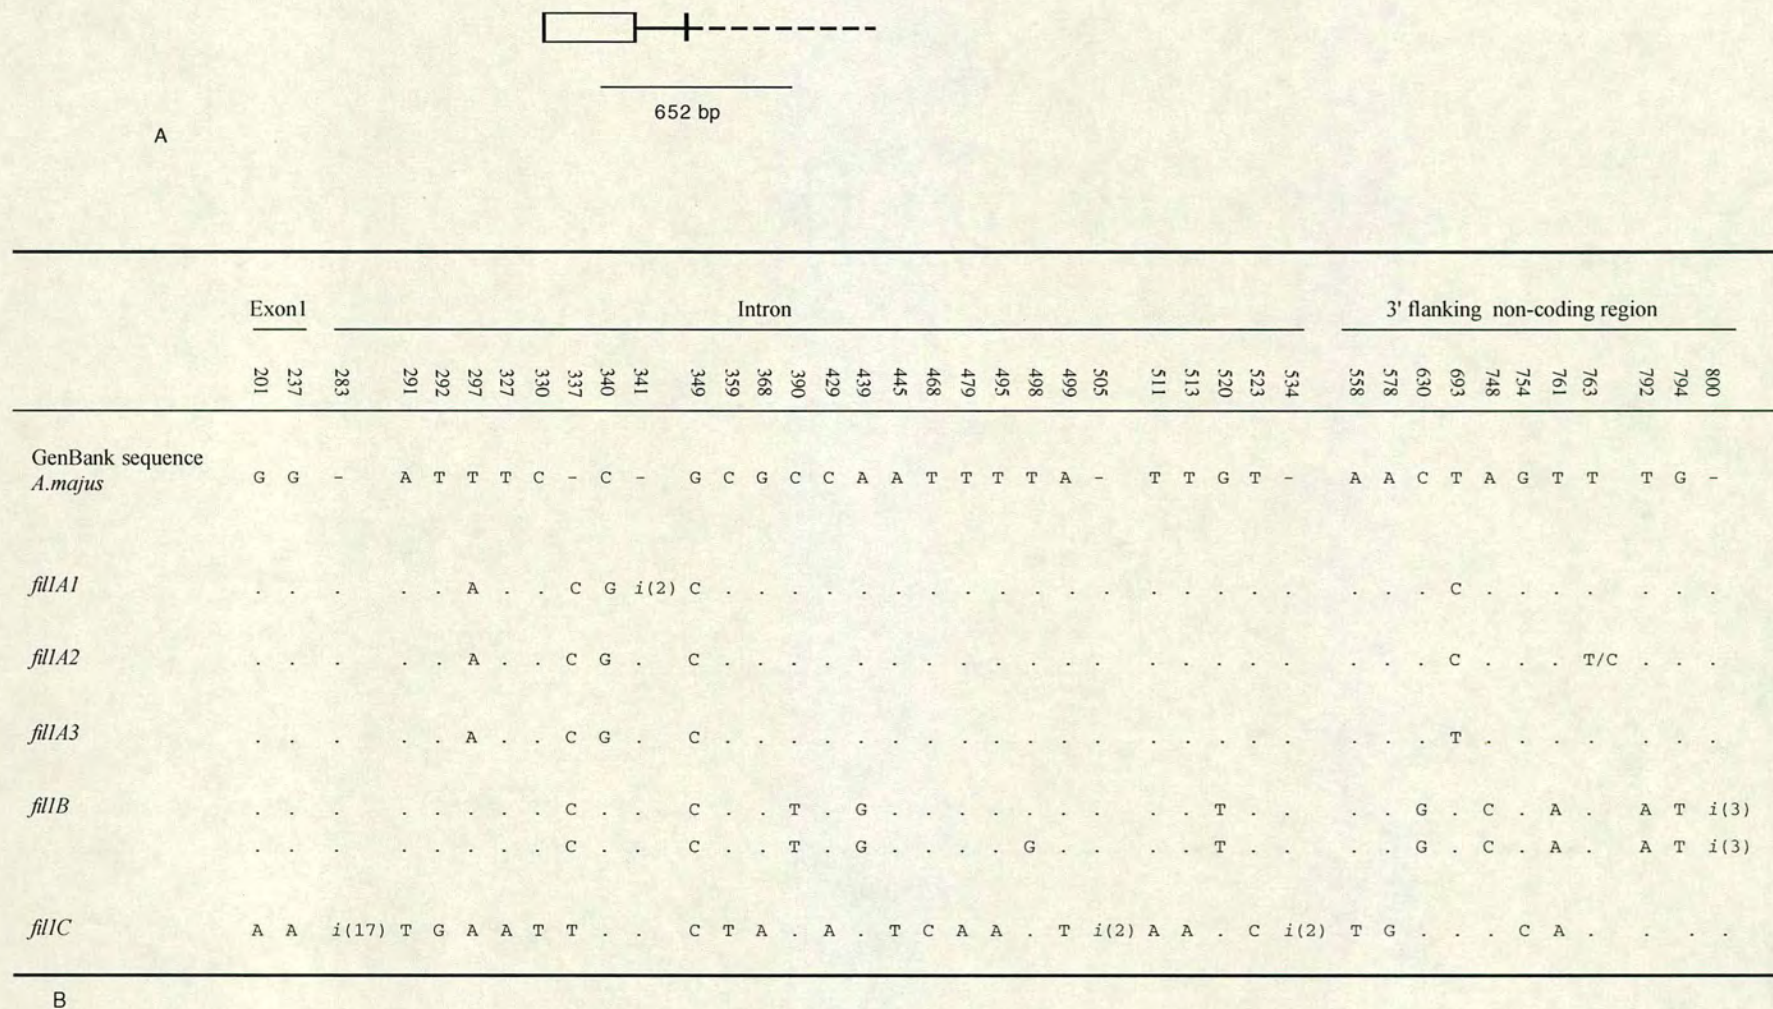 652 bp
A
Exon1 Intron 3' flanking non-coding region
201 237 283 291 292 297 327 330 337 340 341 349 359 368 390 429 439 445 468 479 495 498 499 505 511 513 520 523 534 558 578 630 693 748 754 761 763 792 794 800
GenBank sequence
A.majus G G - A T T T C - C - G C G C C A A T T T T A - T T G T - A A C T A G T T T G -
fil1A1 . . . . . A . . C G i(2) C . . . . . . . . . . . . . . . . . . . . C . . . . . . .
fil1A2 . . . . . A . . C G . C . . . . . . . . . . . . . . . . . . . . C . . . T/C . . .
fil1A3 . . . . . A . . C G . C . . . . . . . . . . . . . . . . . . . . T . . . . . . .
fil1B . . . . . . . . C . . C . . T . G . . . . . . . . . T . . . . G . C . A . A T i(3)
. . . . . . . . C . . C . . T . G . . . . G . . . . T . . . . G . C . A . A T i(3)
fil1C A A i(17) T G A A T T . . C T A . A . T C A A . T i(2) A A . C i(2) T G . . . C A . . . .
B